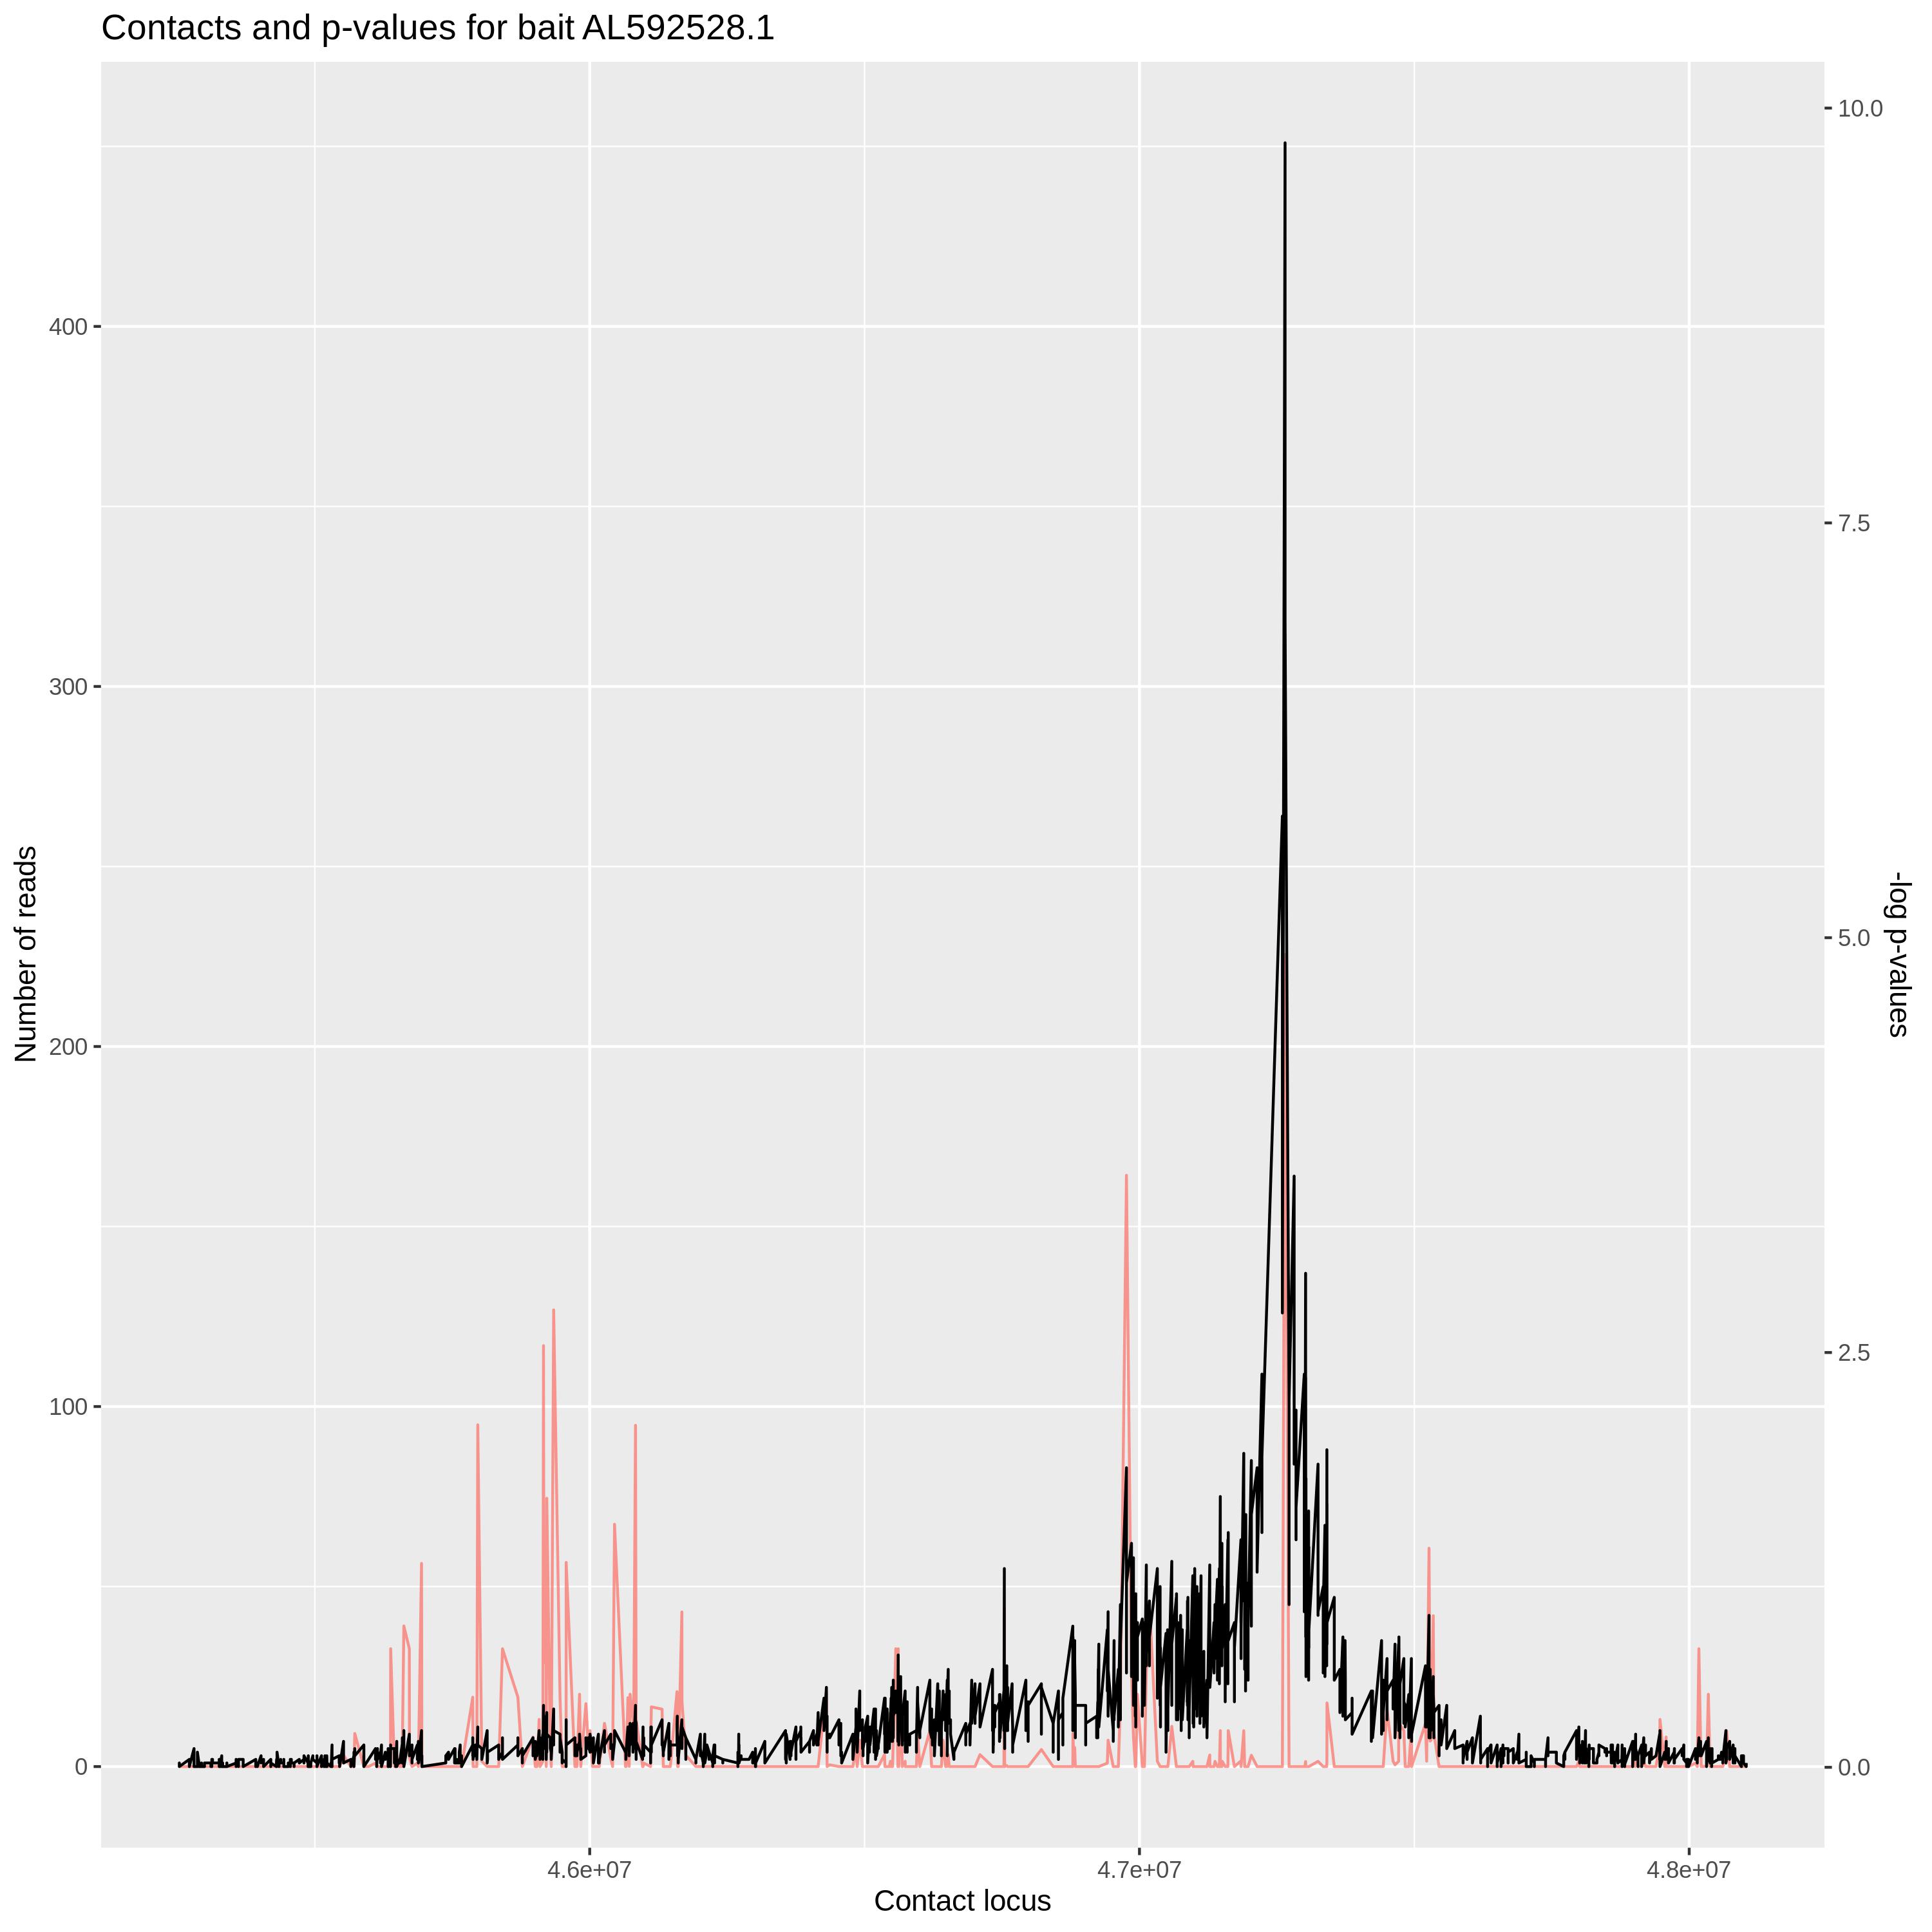 Contacts and p-values for bait AL592528.1
10.0
7.5
5.0
2.5
0.0
-log p-values
400
300
200
100
0
Number of reads
4.6e+07
4.7e+07
4.8e+07
Contact locus